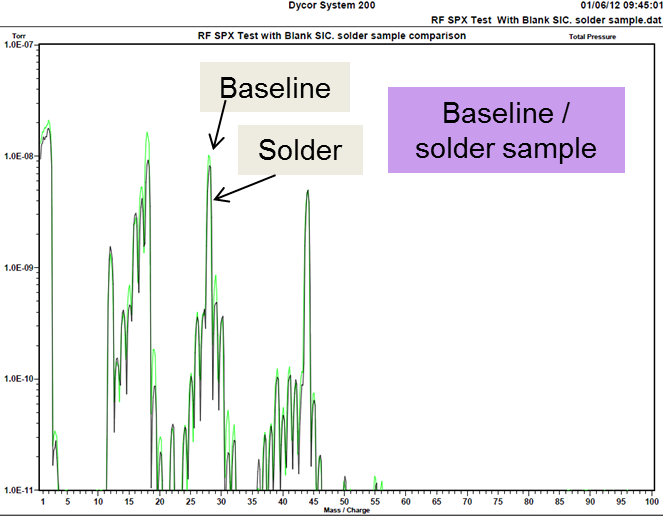 Dycor System 200
01/06/12 09:45:01
RF SPX Test With Blank SIC. solder sample.dat
Torr
RF SPX Test with Blank SIC. solder sample comparison
Total Pressure
1.0E-07
Baseline
Solder
Baseline /
solder sample
1.0E-08
1.0E-09
1.0E-10
1.0E-11
1 5 10 15 20 25 30 35 40 45 50 55 60 65 70 75 80 85 90 95 100
Mass / Charge